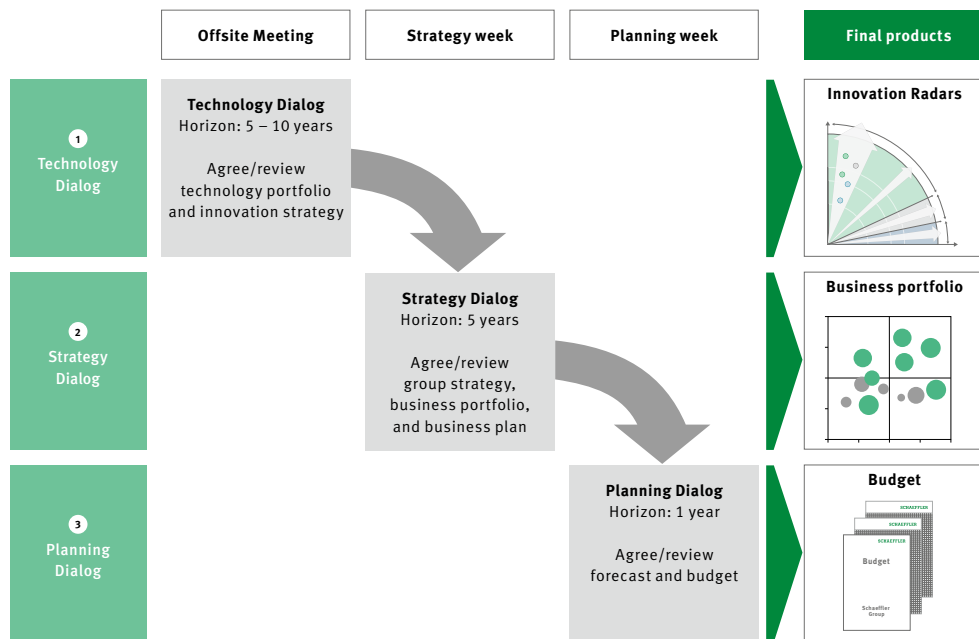 Offsite Meeting
Strategy week
Planning week
Final products
1
Technology
Dialog
Technology Dialog
Horizon: 5 – 10 years
Agree/review
technology portfolio
and innovation strategy
Innovation Radars
2
Strategy
Dialog
Strategy Dialog
Horizon: 5 years
Agree/review
group strategy,
business portfolio,
and business plan
Business portfolio
3
Planning
Dialog
Planning Dialog
Horizon: 1 year
Agree/review
forecast and budget
Budget
SCHAEFFLER
SCHAEFFLER
SCHAEFFLER
Budget
Schaeffler
Group